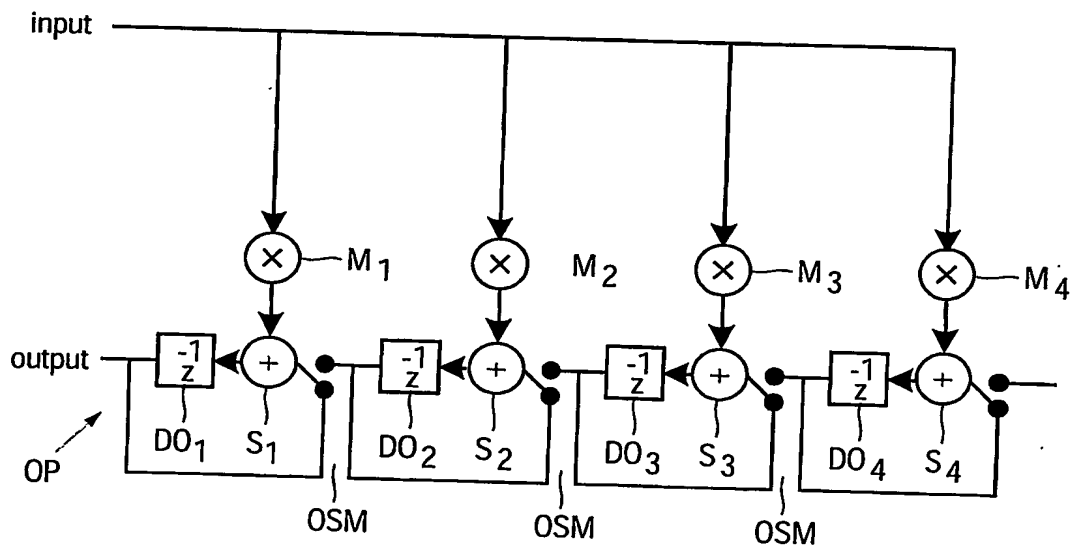 input
× M₁ × M₂ × M₃ × M₄
output z⁻¹ + z⁻¹ + z⁻¹ + z⁻¹ +
DO₁ S₁ DO₂ S₂ DO₃ S₃ DO₄ S₄
OP
OSM OSM OSM